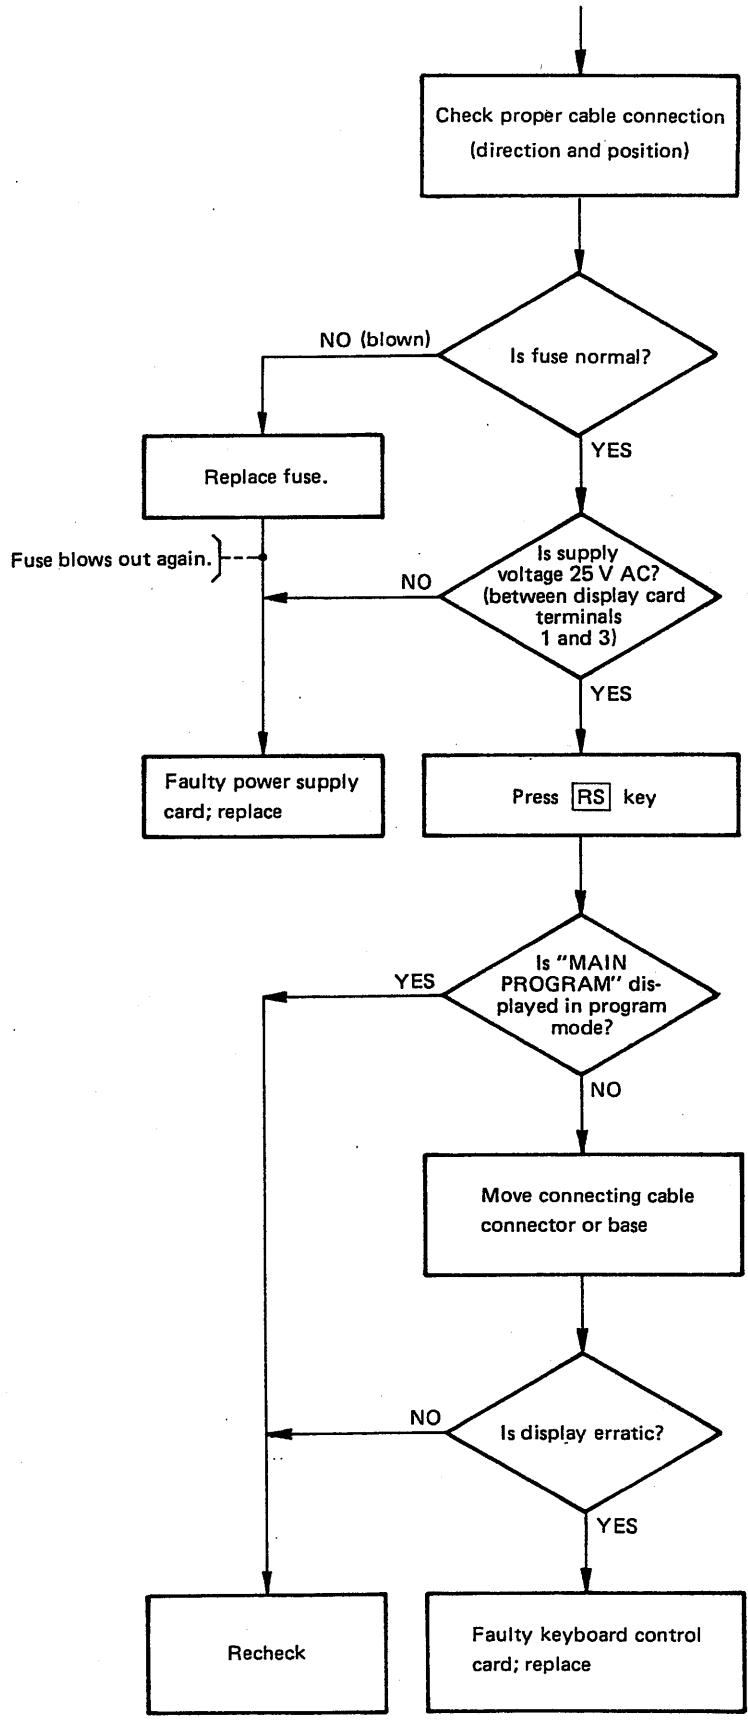 Check proper cable connection
(direction and position)
NO (blown)
Is fuse normal?
YES
Replace fuse.
Fuse blows out again.
NO
Is supply
voltage 25 V AC?
(between display card
terminals
1 and 3)
YES
Faulty power supply
card; replace
Press RS key
YES
Is "MAIN
PROGRAM" dis-
played in program
mode?
NO
Move connecting cable
connector or base
NO
Is display erratic?
YES
Recheck
Faulty keyboard control
card; replace